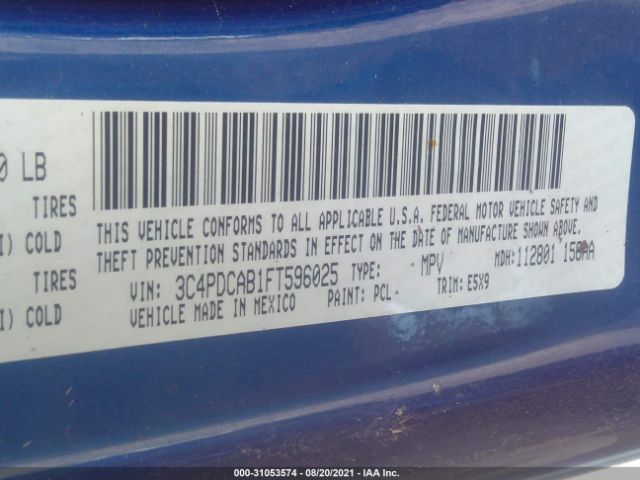 0 LB
TIRES
I) COLD
TIRES
I) COLD
THIS VEHICLE CONFORMS TO ALL APPLICABLE U.S.A. FEDERAL MOTOR VEHICLE SAFETY AND
THEFT PREVENTION STANDARDS IN EFFECT ON THE DATE OF MANUFACTURE SHOWN ABOVE.
VIN: 3C4PDCAB1FT596025 TYPE: MPV MDH: 112801 158AA
VEHICLE MADE IN MEXICO PAINT: PCL TRIM: E5X9
000-31053574 - 08/20/2021 - IAA Inc.